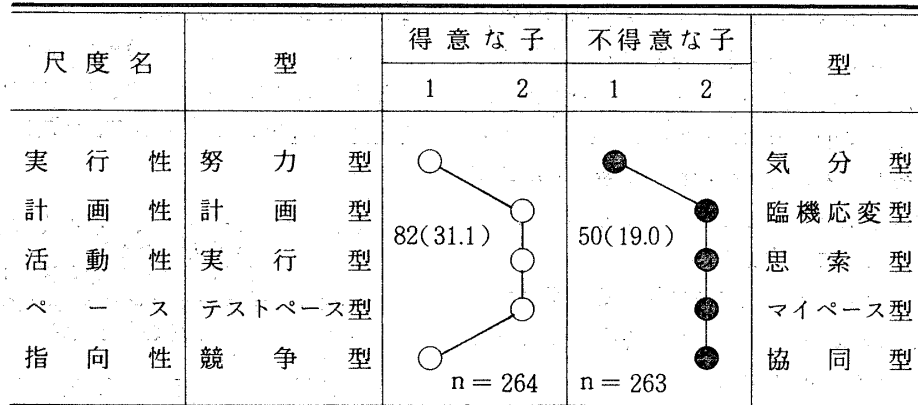 尺度名 型 得意な子 不得意な子 型
1 2 1 2
実行性 努力型 気分型
計画性 計画型 臨機応変型
82(31.1) 50(19.0)
活動性 実行型 思索型
ペース テストペース型 マイペース型
指向性 競争型 協同型
n = 264 n = 263